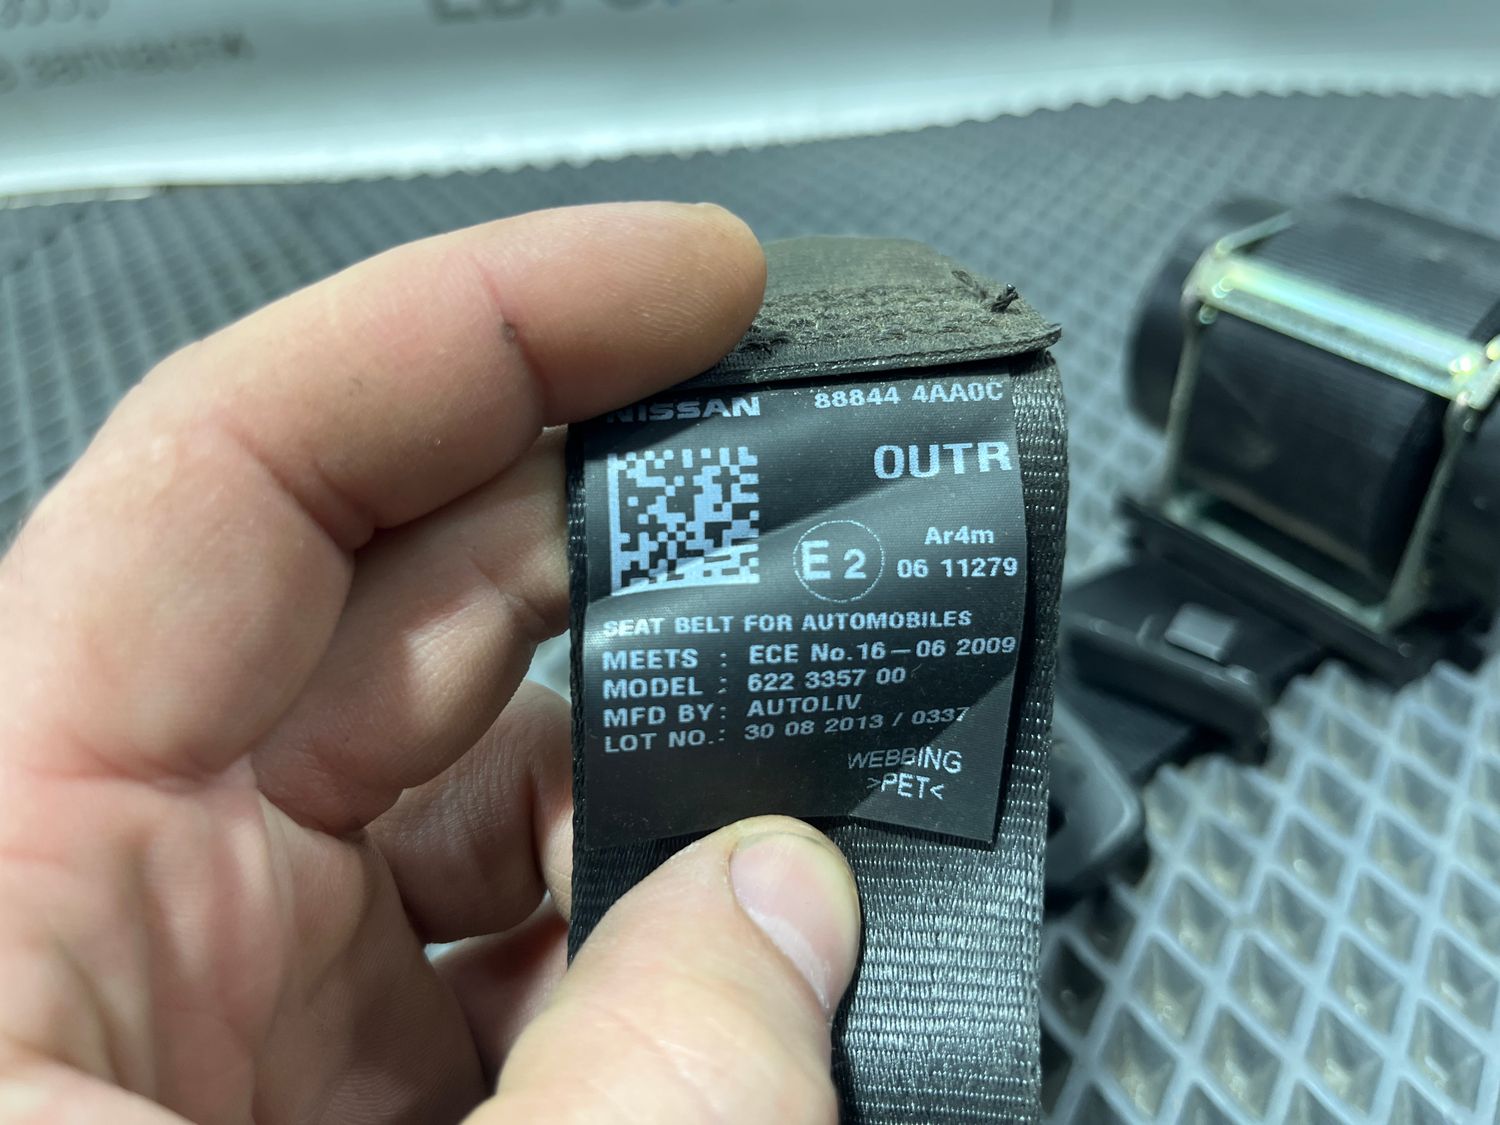 NISSAN 88844 4AA0C
OUTR
E2 Ar4m
06 11279
SEAT BELT FOR AUTOMOBILES
MEETS : ECE No.16-06 2009
MODEL : 622 3357 00
MFD BY: AUTOLIV
LOT NO.: 30 08 2013 / 0337
WEBBING
>PET<